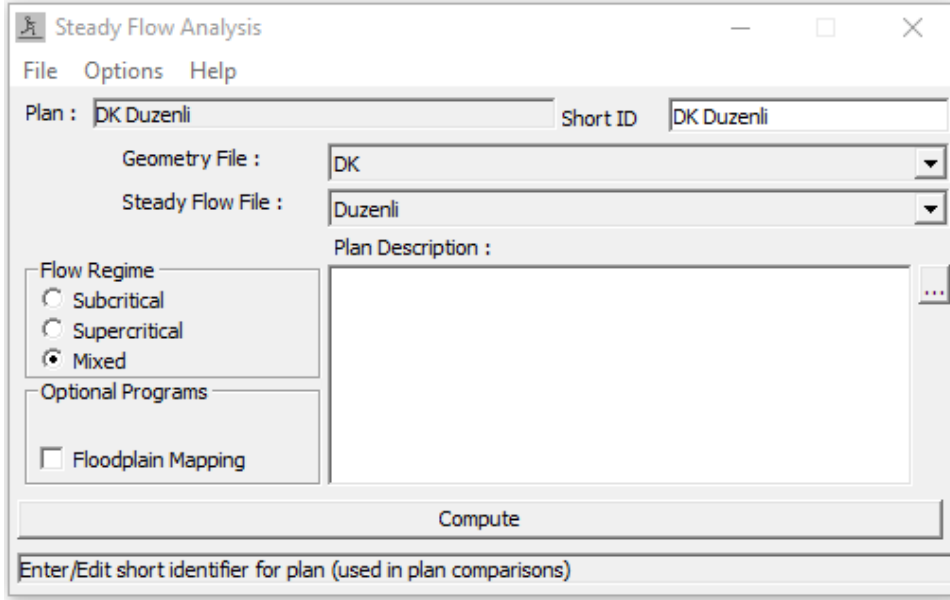 Steady Flow Analysis
File Options Help
Plan : DK Duzenli Short ID DK Duzenli
Geometry File : DK
Steady Flow File : Duzenli
Plan Description :
Flow Regime
Subcritical
Supercritical
Mixed
Optional Programs
Floodplain Mapping
...
Compute
Enter/Edit short identifier for plan (used in plan comparisons)